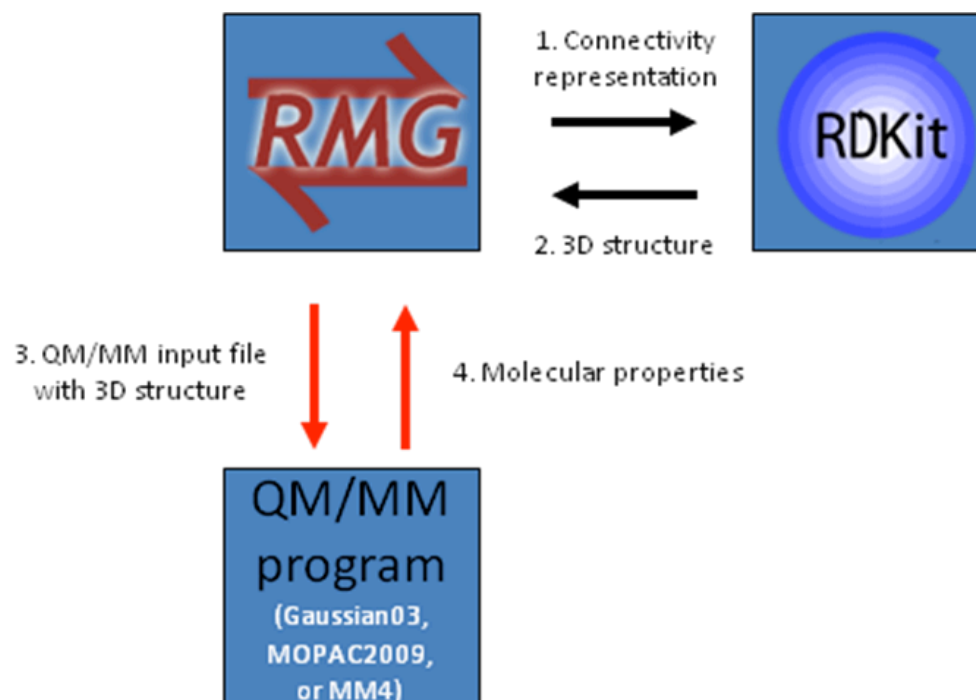 RMG
1. Connectivity
representation
RDKit
2. 3D structure
3. QM/MM input file
with 3D structure
4. Molecular properties
QM/MM
program
(Gaussian03,
MOPAC2009,
or MM4)